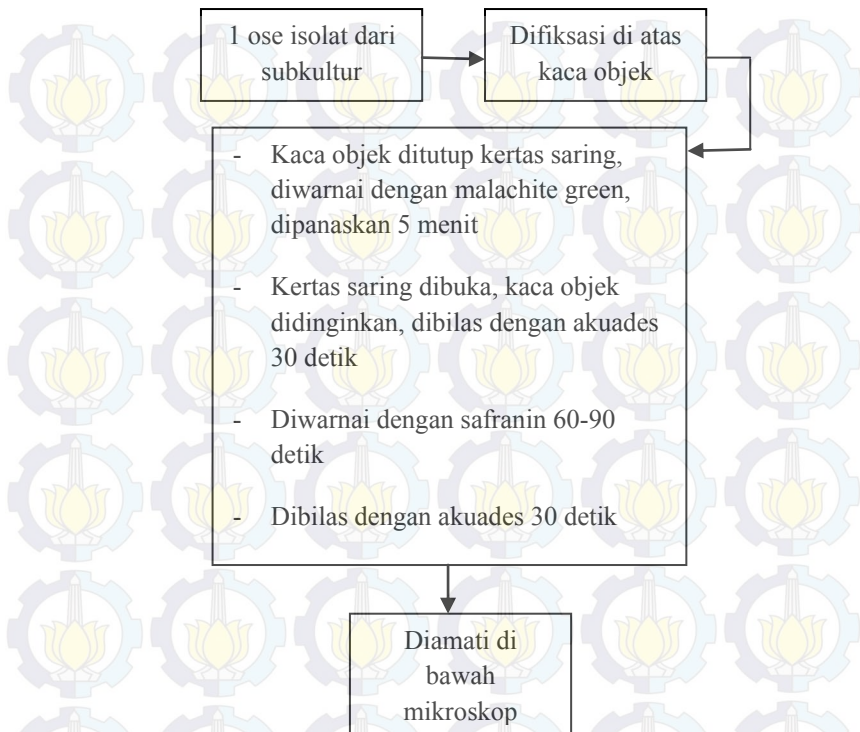 1 ose isolat dari
subkultur
Difiksasi di atas
kaca objek
- Kaca objek ditutup kertas saring,
diwarnai dengan malachite green,
dipanaskan 5 menit
- Kertas saring dibuka, kaca objek
didinginkan, dibilas dengan akuades
30 detik
- Diwarnai dengan safranin 60-90
detik
- Dibilas dengan akuades 30 detik
Diamati di
bawah
mikroskop